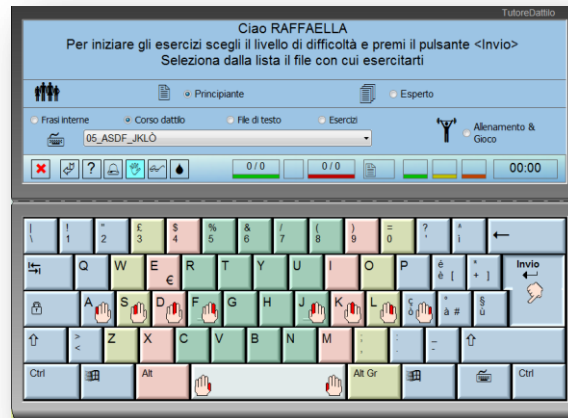 TutoreDattilo
Ciao RAFFAELLA
Per iniziare gli esercizi scegli il livello di difficoltà e premi il pulsante <Invio>
Seleziona dalla lista il file con cui esercitarti
Principiante Esperto
Frasi interne Corso dattilo File di testo Esercizi Allenamento & Gioco
05_ASDF_JKLÒ
? 0 / 0 0 / 0 00:00
| \ ! 1 " 2 £ 3 $ 4 % 5 & 6 / 7 ( 8 ) 9 = 0 ? ' ^ ì
Q W E € R T Y U I O P é è [ * + ] Invio
A S D F G H J K L ç ò ° à # § ù
> < Z X C V B N M ; , : . _ -
Ctrl Alt Alt Gr Ctrl